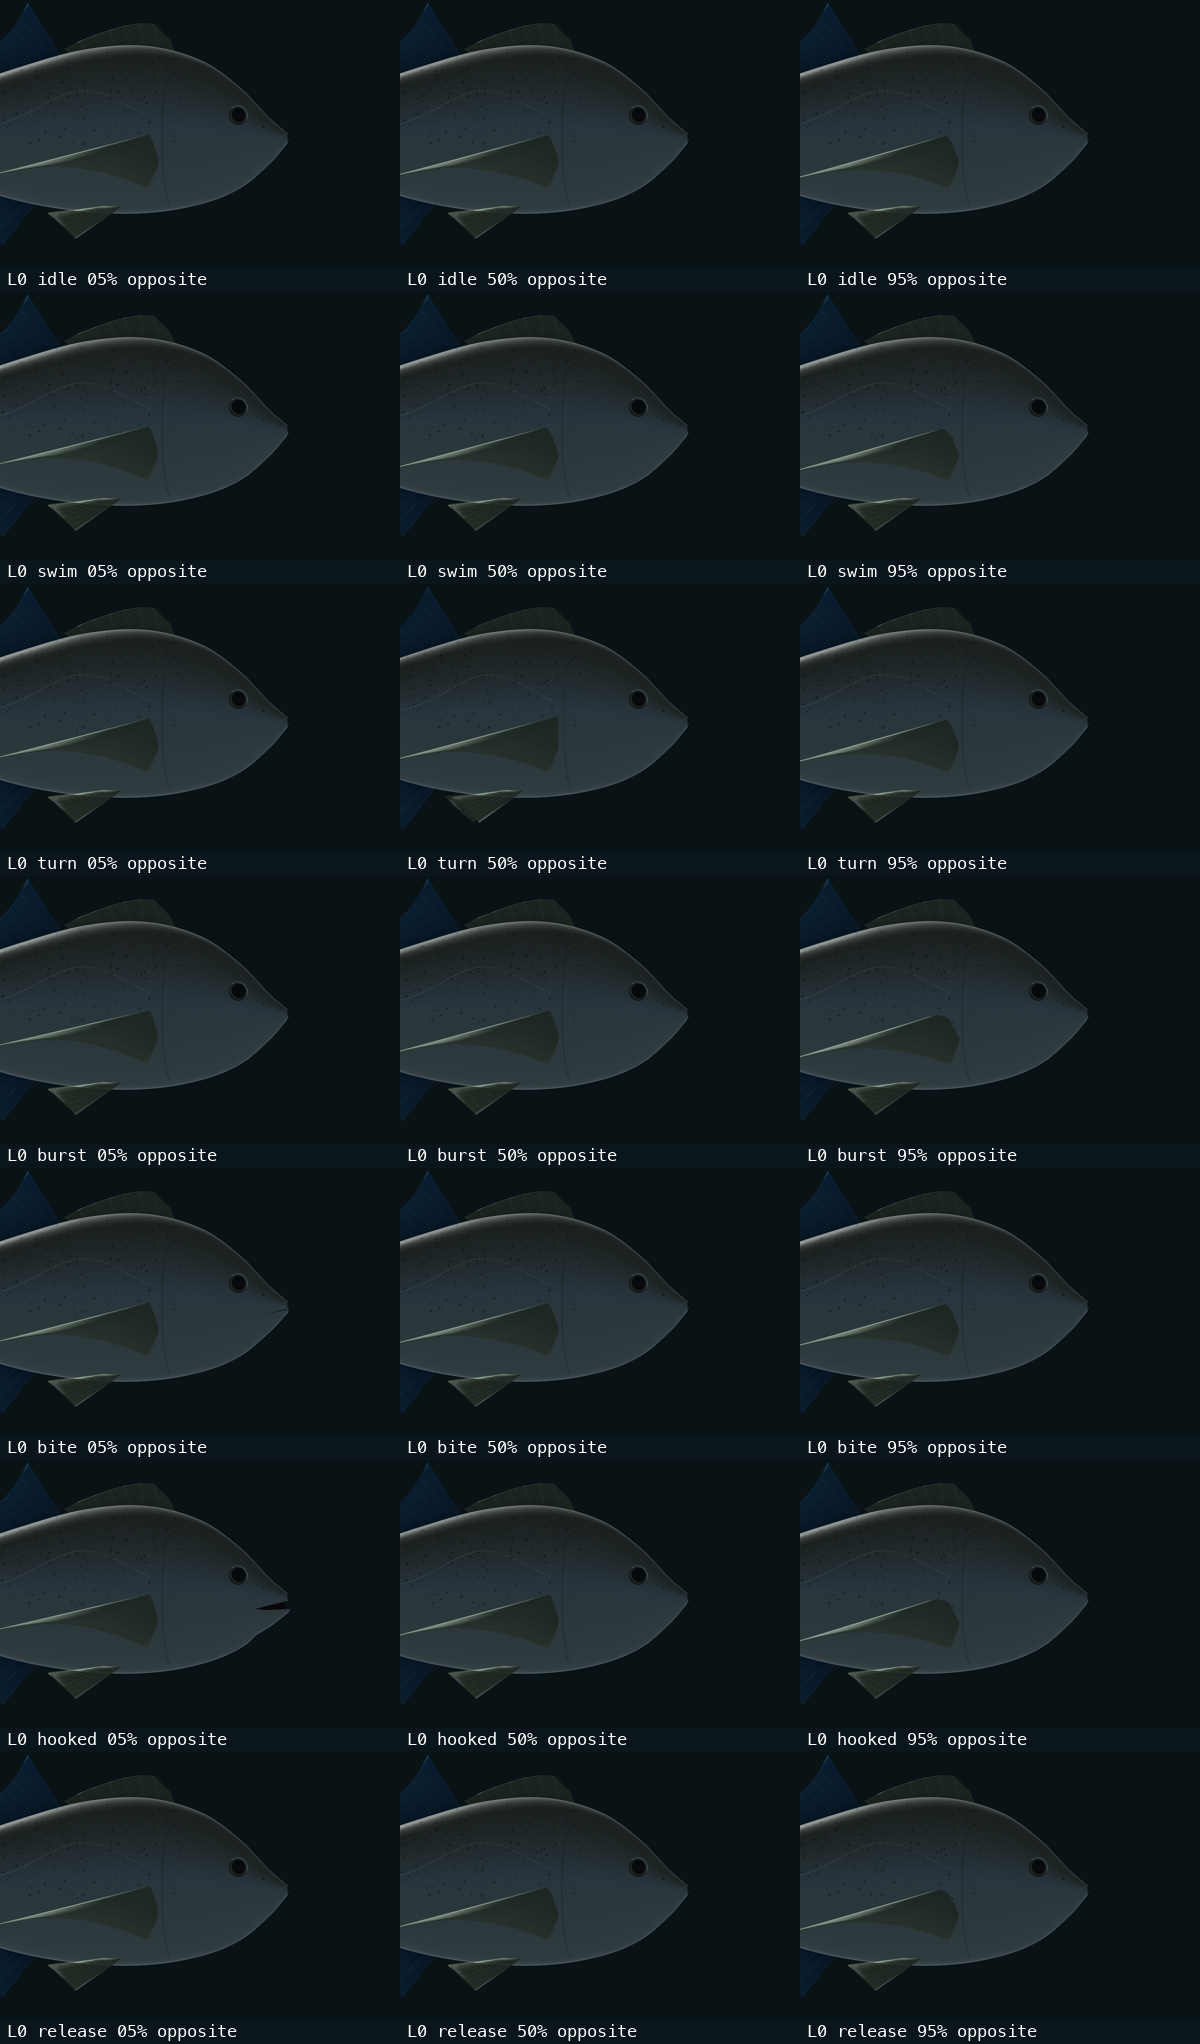 L0 idle 05% opposite
L0 idle 50% opposite
L0 idle 95% opposite
L0 swim 05% opposite
L0 swim 50% opposite
L0 swim 95% opposite
L0 turn 05% opposite
L0 turn 50% opposite
L0 turn 95% opposite
L0 burst 05% opposite
L0 burst 50% opposite
L0 burst 95% opposite
L0 bite 05% opposite
L0 bite 50% opposite
L0 bite 95% opposite
L0 hooked 05% opposite
L0 hooked 50% opposite
L0 hooked 95% opposite
L0 release 05% opposite
L0 release 50% opposite
L0 release 95% opposite